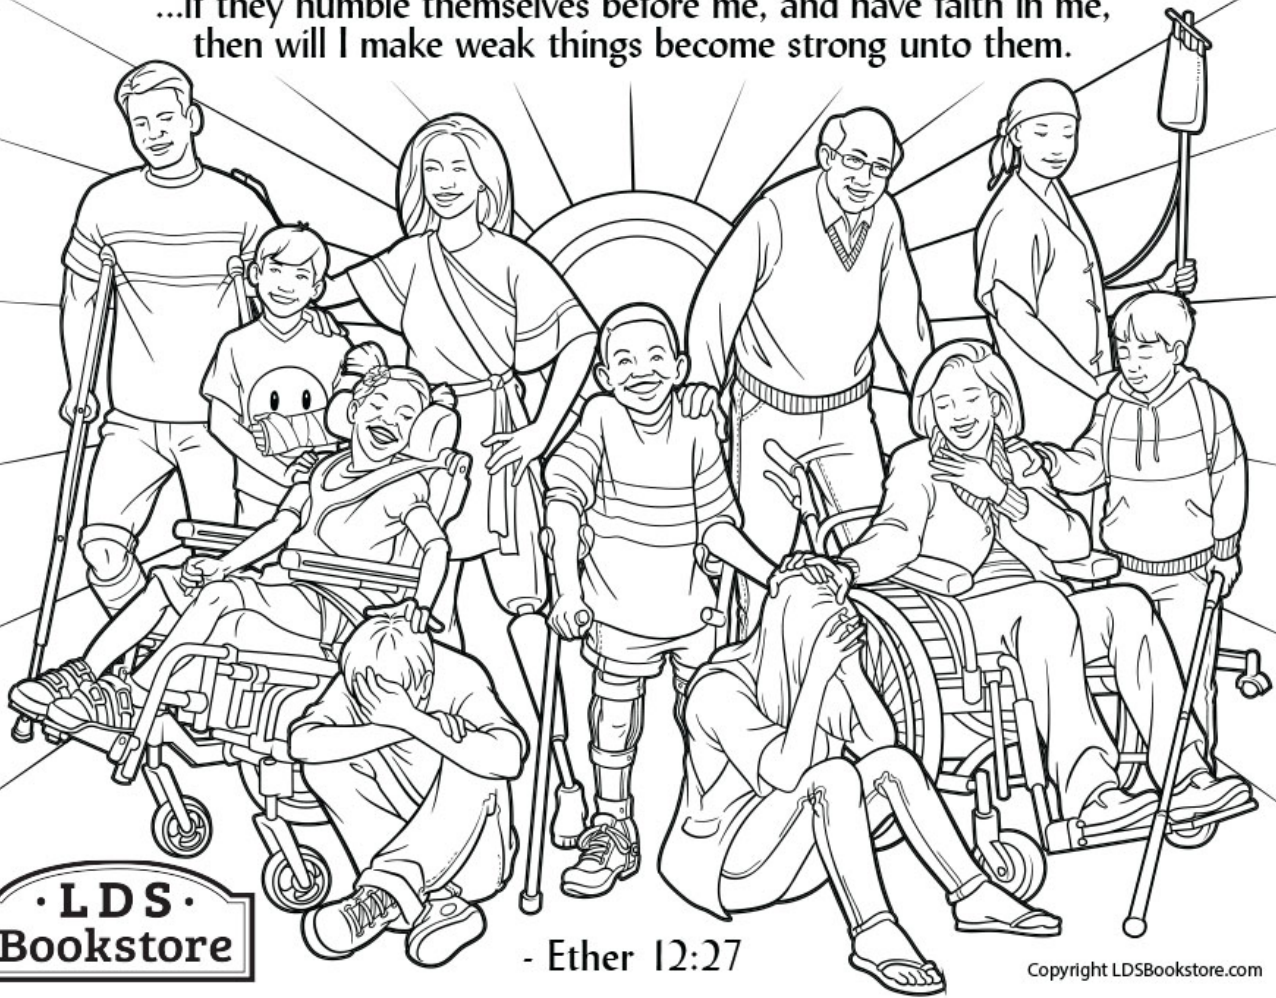 ...if they humble themselves before me, and have faith in me,
then will I make weak things become strong unto them.
· L D S ·
Bookstore
- Ether 12:27
Copyright LDSBookstore.com